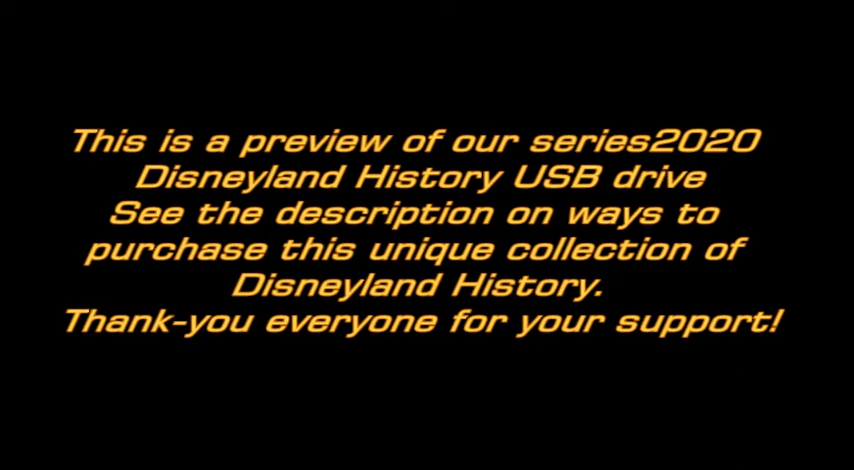 This is a preview of our series2020
Disneyland History USB drive
See the description on ways to
purchase this unique collection of
Disneyland History.
Thank-you everyone for your support!